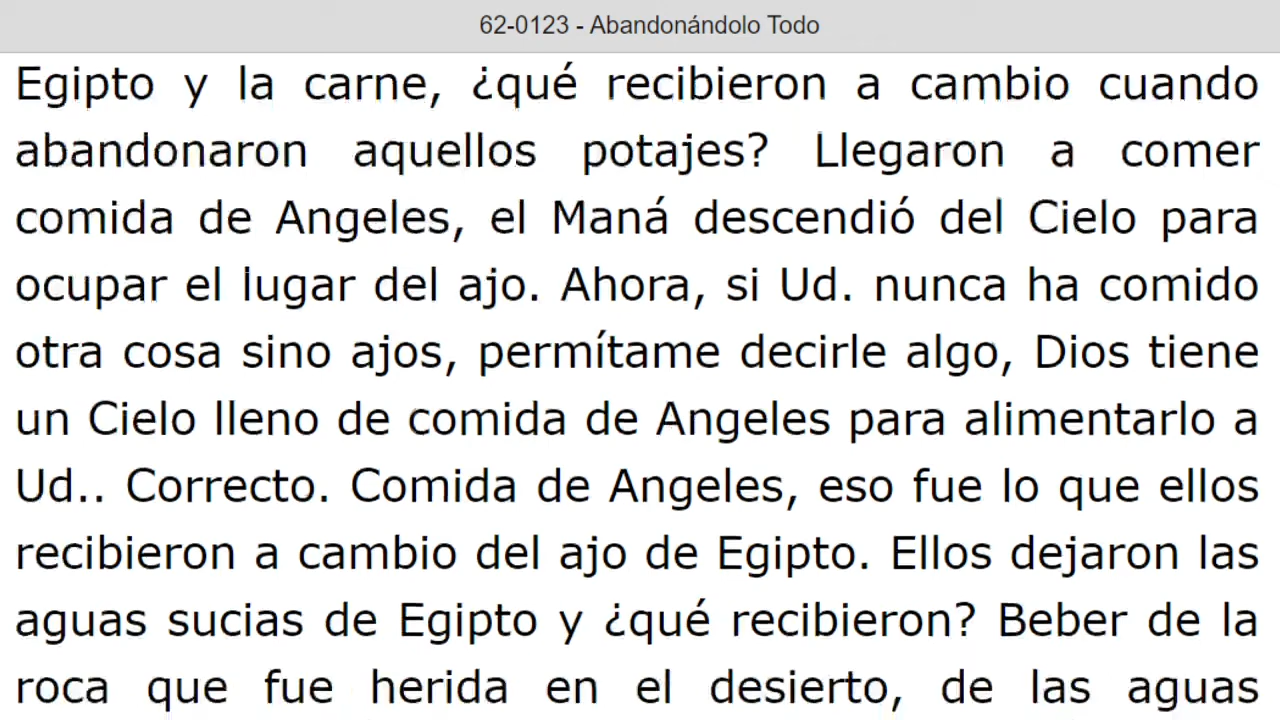 62-0123 - Abandonándolo Todo
Egipto y la carne, ¿qué recibieron a cambio cuando
abandonaron aquellos potajes? Llegaron a comer
comida de Angeles, el Maná descendió del Cielo para
ocupar el lugar del ajo. Ahora, si Ud. nunca ha comido
otra cosa sino ajos, permítame decirle algo, Dios tiene
un Cielo lleno de comida de Angeles para alimentarlo a
Ud.. Correcto. Comida de Angeles, eso fue lo que ellos
recibieron a cambio del ajo de Egipto. Ellos dejaron las
aguas sucias de Egipto y ¿qué recibieron? Beber de la
roca que fue herida en el desierto, de las aguas